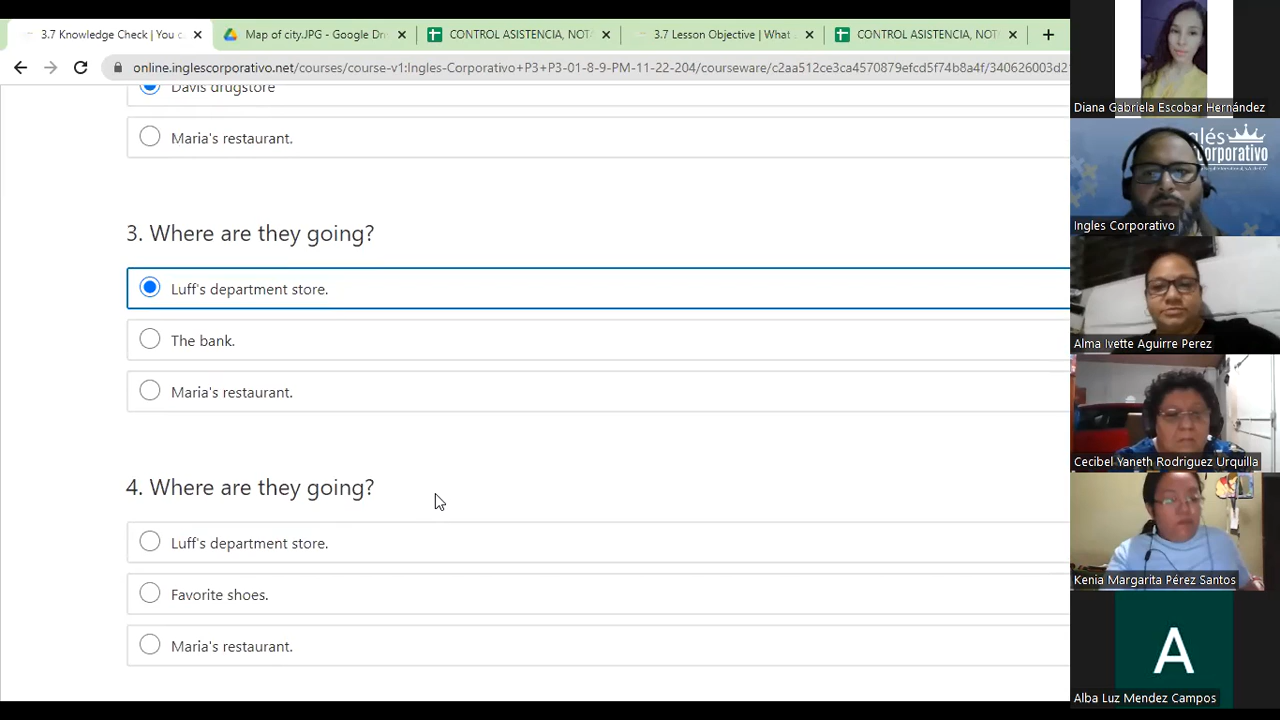 3.7 Knowledge Check | You c
Map of city.JPG - Google Dri
CONTROL ASISTENCIA, NOTA
3.7 Lesson Objective | What
CONTROL ASISTENCIA, NOT
online.inglescorporativo.net/courses/course-v1:Ingles-Corporativo+P3+P3-01-8-9-PM-11-22-204/courseware/c2aa512ce3ca4570879efcd5f74b8a4f/340626003d2
Davis drugstore
Maria's restaurant.
3. Where are they going?
Luff's department store.
The bank.
Maria's restaurant.
4. Where are they going?
Luff's department store.
Favorite shoes.
Maria's restaurant.
Diana Gabriela Escobar Hernández
glés
corporativo
Ingles Corporativo
Alma Ivette Aguirre Perez
Cecibel Yaneth Rodriguez Urquilla
Kenia Margarita Pérez Santos
A
Alba Luz Mendez Campos